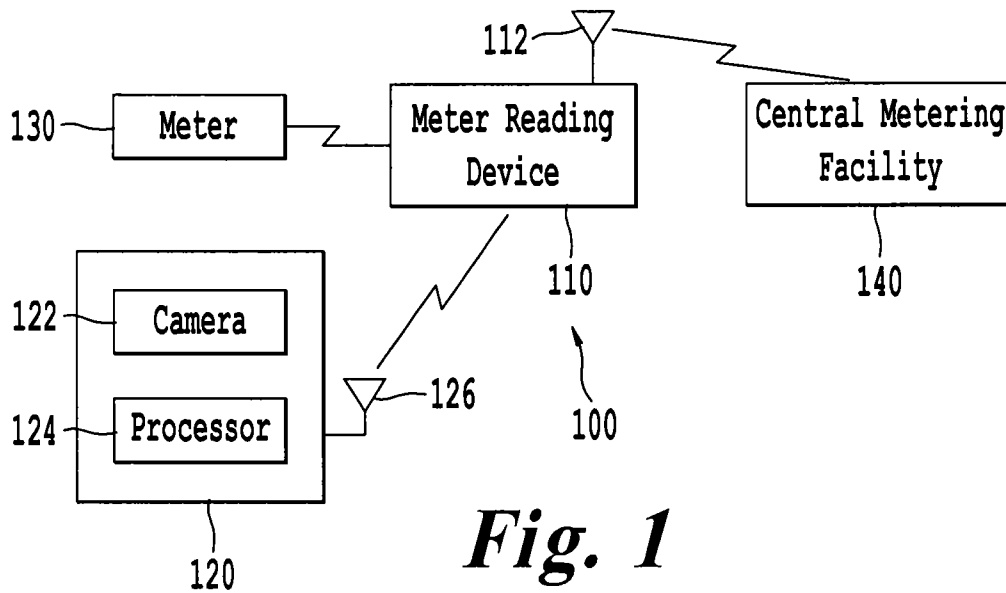 112
130
Meter
Meter Reading
Device
Central Metering
Facility
110
140
122
Camera
126
124
Processor
100
120
Fig. 1